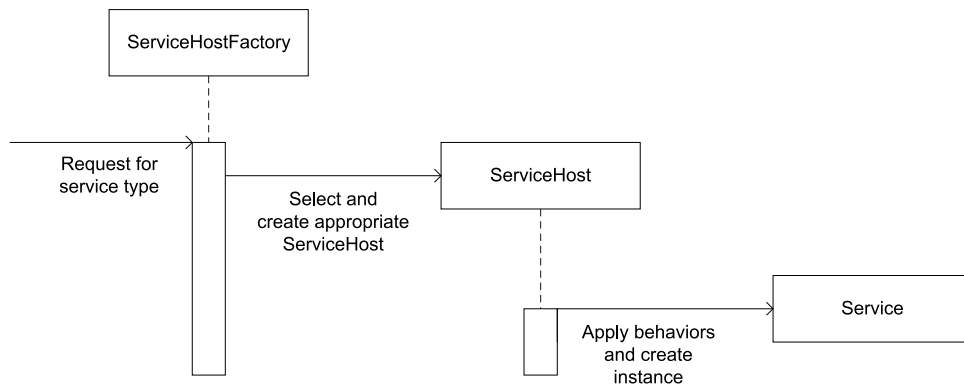 ServiceHostFactory
Request for
service type
Select and
create appropriate
ServiceHost
ServiceHost
Apply behaviors
and create
instance
Service